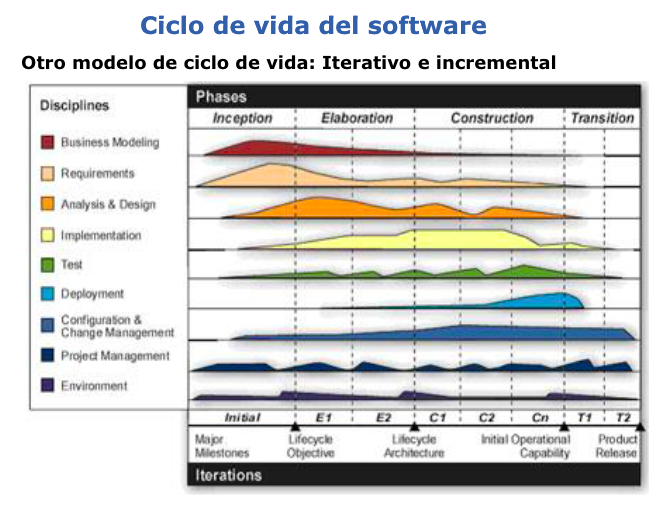 Ciclo de vida del software
Otro modelo de ciclo de vida: Iterativo e incremental
Disciplines
Phases
Inception Elaboration Construction Transition
Business Modeling
Requirements
Analysis & Design
Implementation
Test
Deployment
Configuration &
Change Management
Project Management
Environment
Initial E1 E2 C1 C2 Cn T1 T2
Major Lifecycle Lifecycle Initial Operational Product
Milestones Objective Architecture Capability Release
Iterations